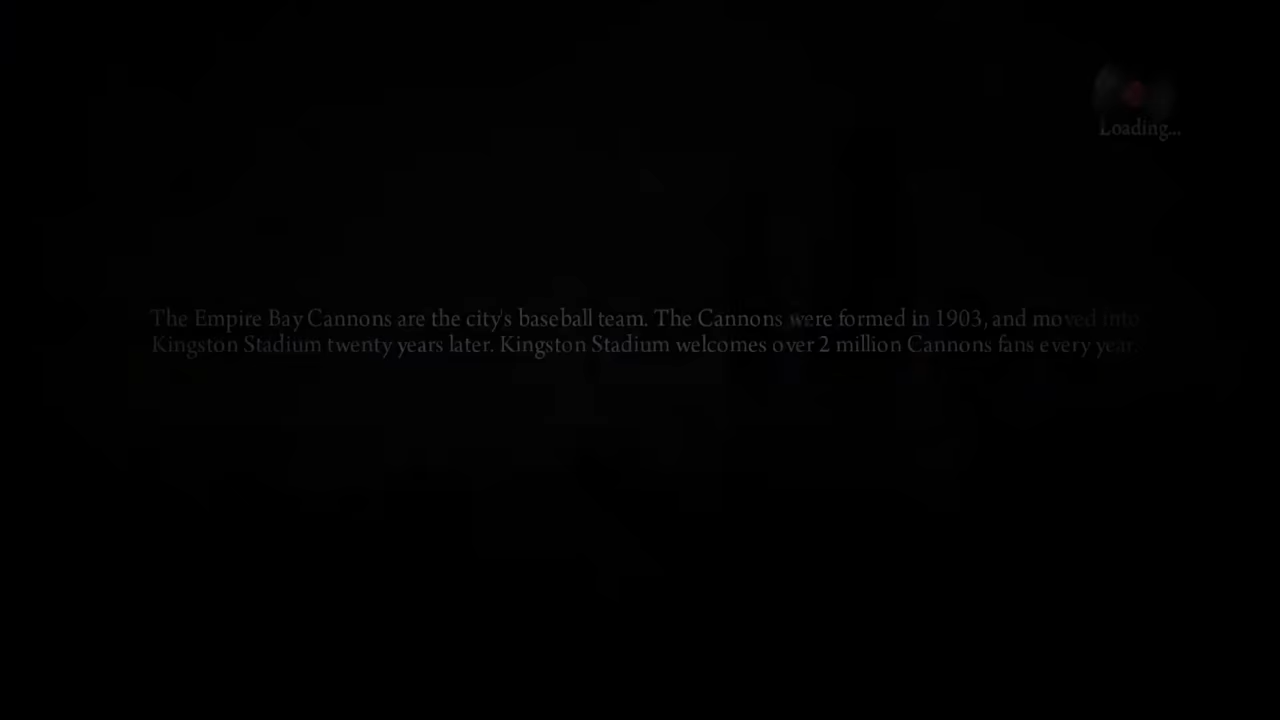 Loading...
The Empire Bay Cannons are the city's baseball team. The Cannons were formed in 1903, and moved into
Kingston Stadium twenty years later. Kingston Stadium welcomes over 2 million Cannons fans every year.